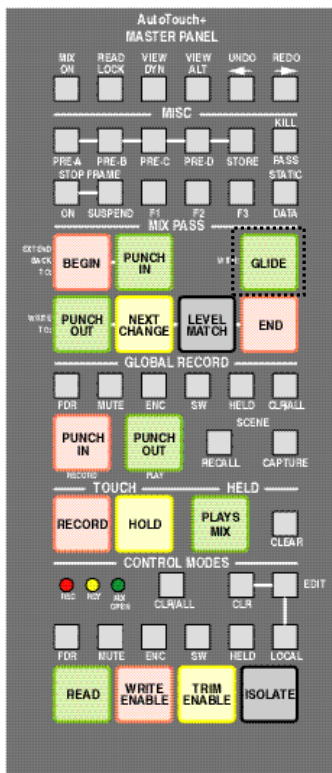 AutoTouch+
MASTER PANEL
MIX ON READ LOCK VIEW DYN VIEW ALT UNDO REDO
MISC
KILL
PRE-A PRE-B PRE-C PRE-D STORE PASS
STOP FRAME STATIC
ON SUSPEND F1 F2 F3 DATA
MIX PASS
EXTEND BACK TO: BEGIN PUNCH IN GLIDE
WRITE TO: PUNCH OUT NEXT CHANGE LEVEL MATCH END
GLOBAL RECORD
FDR MUTE ENC SW HELD CLR/ALL
SCENE
PUNCH IN PUNCH OUT
RECORD PLAY RECALL CAPTURE
TOUCH HELD
RECORD HOLD PLAYS MIX
CLEAR
CONTROL MODES
EDIT
REC RDY MIX OPEN CLR/ALL CLR
FDR MUTE ENC SW HELD LOCAL
READ WRITE ENABLE TRIM ENABLE ISOLATE